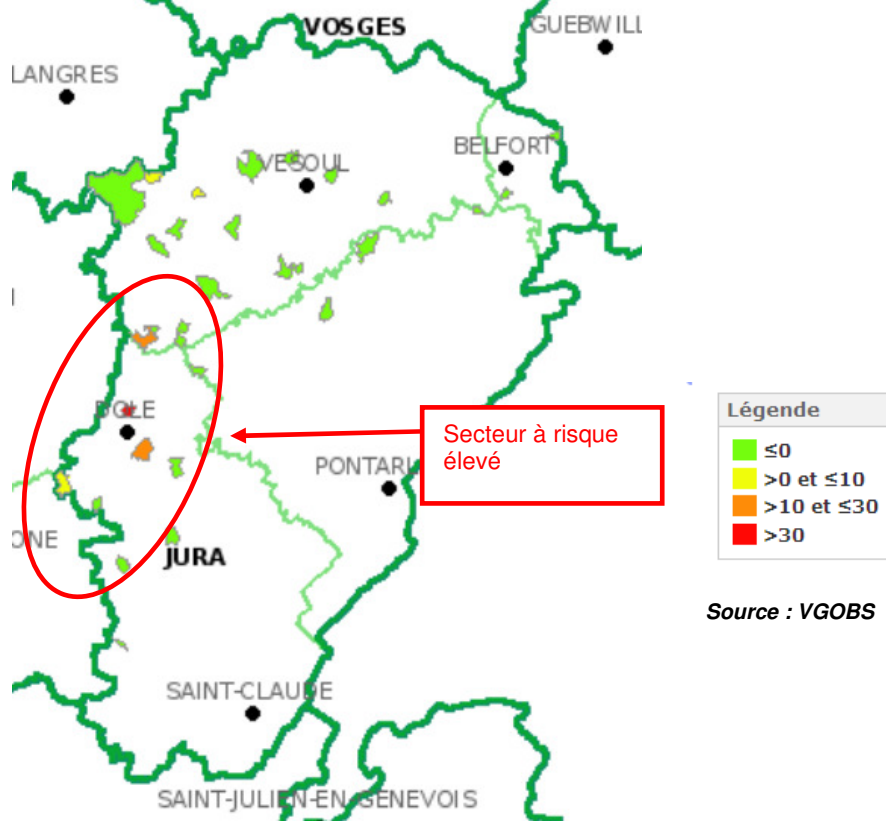 VOSGES
GUEBWILL
LANGRES
BELFORT
VESOUL
DOLE
Secteur à risque
élevé
PONTARL
ONE
JURA
SAINT-CLAUDE
SAINT-JULIEN-EN-GENEVOIS
Légende
≤0
>0 et ≤10
>10 et ≤30
>30
Source : VGOBS